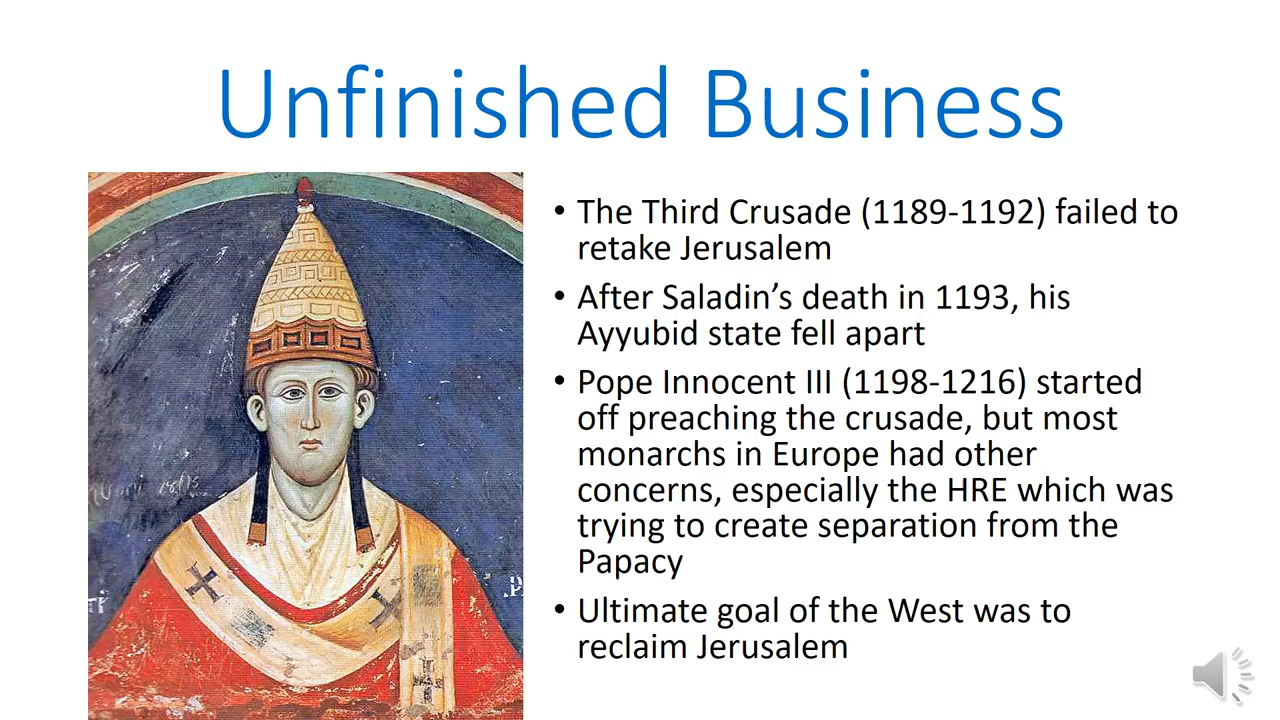 Unfinished Business
• The Third Crusade (1189-1192) failed to
retake Jerusalem
• After Saladin’s death in 1193, his
Ayyubid state fell apart
• Pope Innocent III (1198-1216) started
off preaching the crusade, but most
monarchs in Europe had other
concerns, especially the HRE which was
trying to create separation from the
Papacy
• Ultimate goal of the West was to
reclaim Jerusalem